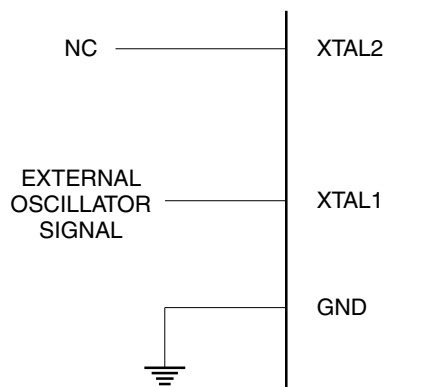 NC
XTAL2
EXTERNAL
OSCILLATOR
SIGNAL
XTAL1
GND